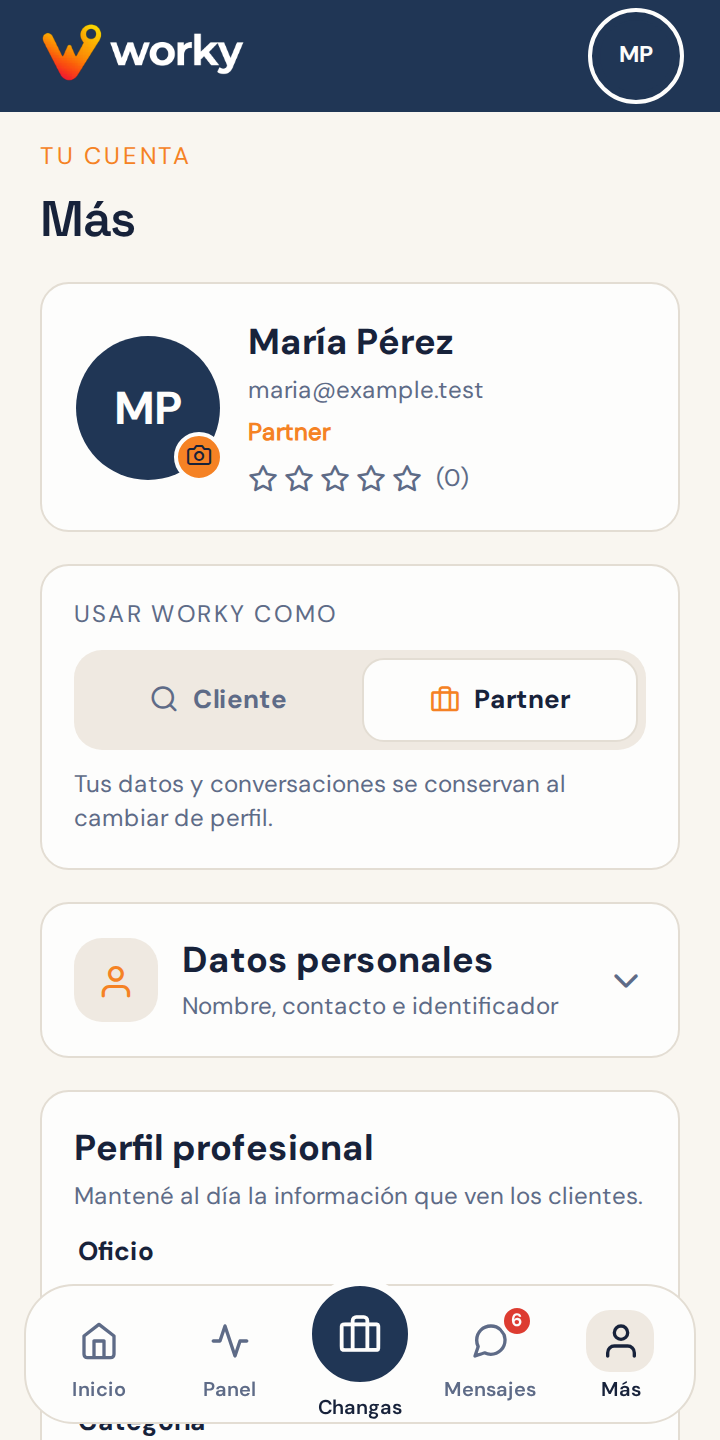 worky
MP
TU CUENTA
Más
MP
María Pérez
maria@example.test
Partner
(0)
USAR WORKY COMO
Cliente
Partner
Tus datos y conversaciones se conservan al
cambiar de perfil.
Datos personales
Nombre, contacto e identificador
Perfil profesional
Mantené al día la información que ven los clientes.
Oficio
6
Inicio
Panel
Changas
Mensajes
Más
Categoría